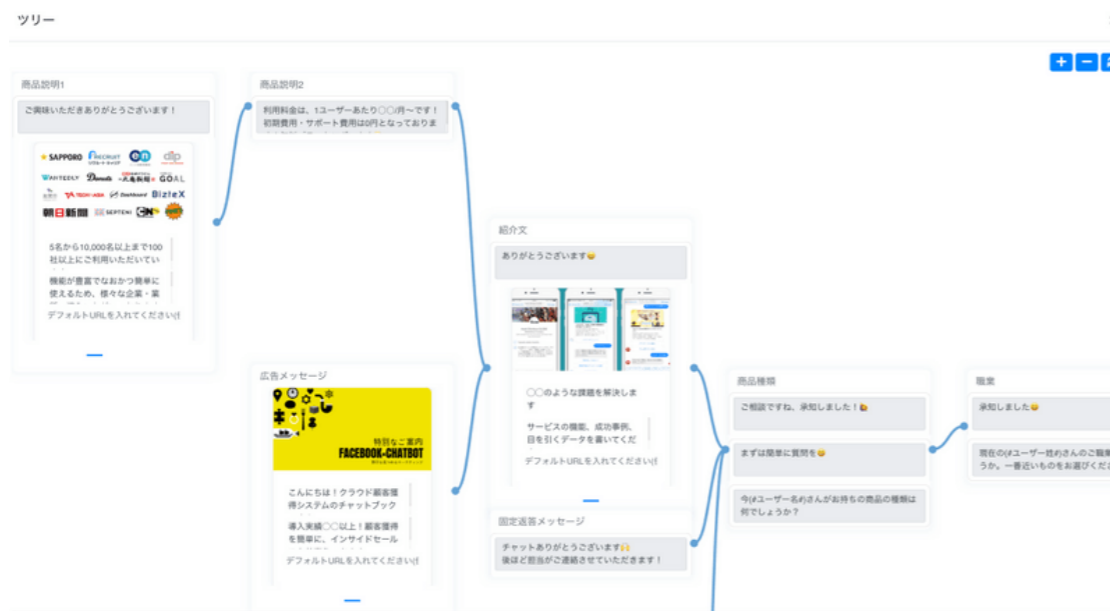 ツリー
商品説明1
ご興味いただきありがとうございます！
SAPPORO
RECRUIT
en
dip
WANTEDLY
Donuts
GOAL
TECH IN ASIA
Dashboard
BizteX
朝日新聞
SEPTENI
CN
5名から10,000名以上まで100
社以上にご利用いただいてい
機能が豊富でなおかつ簡単に
使えるため、様々な企業・業
デフォルトURLを入れてください(任
商品説明2
利用料金は、1ユーザーあたり〇〇/月〜です！
初期費用・サポート費用は0円となっておりま
広告メッセージ
特別なご案内
FACEBOOK×CHATBOT
こんにちは！クラウド顧客獲
得システムのチャットブック
導入実績〇〇以上！顧客獲得
を簡単に、インサイドセール
デフォルトURLを入れてください(任
紹介文
ありがとうございます😄
〇〇のような課題を解決しま
す
サービスの機能、成功事例、
目を引くデータを書いてくだ
デフォルトURLを入れてください(任
固定返答メッセージ
チャットありがとうございます🙌
後ほど担当がご連絡させていただきます！
商品種類
ご相談ですね、承知しました！🙋
まずは簡単に質問を😄
今{#ユーザー名#}さんがお持ちの商品の種類は
何でしょうか？
職業
承知しました😄
現在の{#ユーザー姓#}さんのご職業
うか。一番近いものをお選びくださ